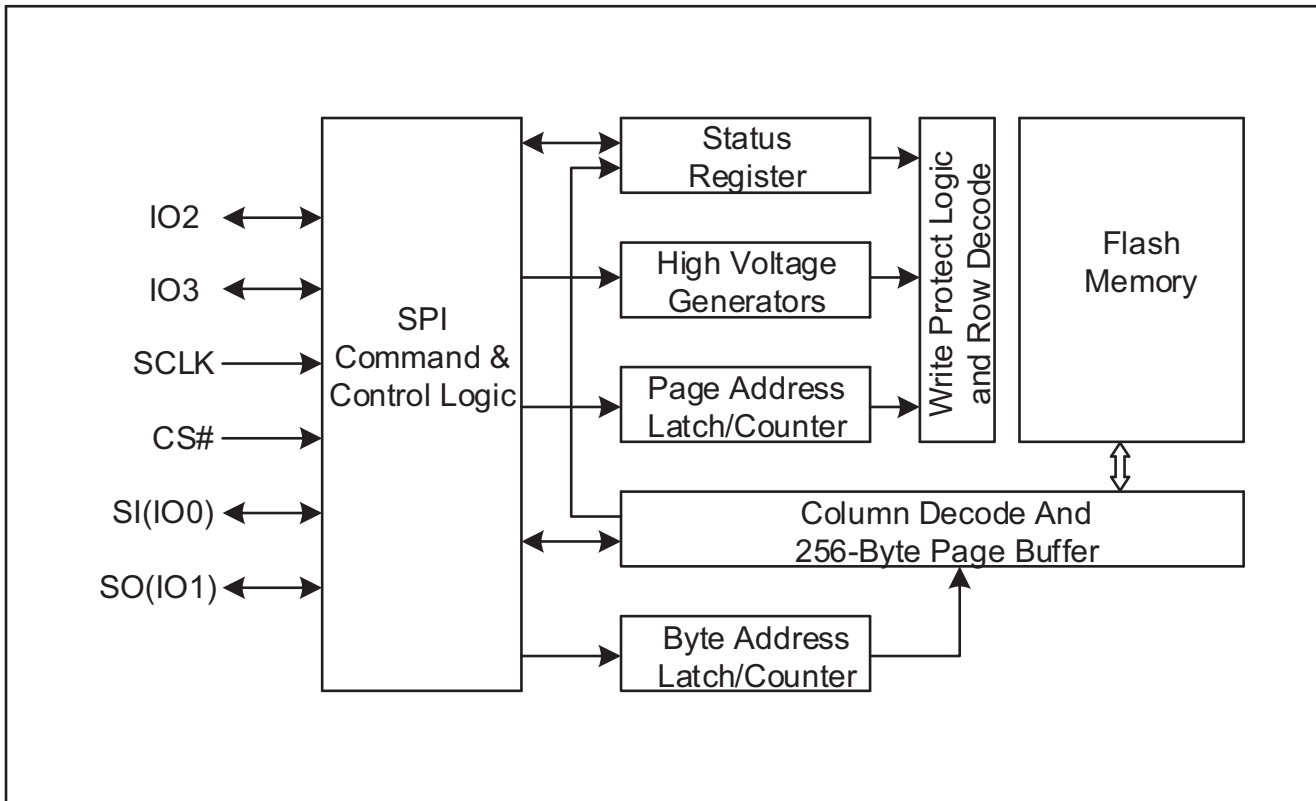 IO2
IO3
SCLK
CS#
SI(IO0)
SO(IO1)
SPI
Command &
Control Logic
Status
Register
High Voltage
Generators
Page Address
Latch/Counter
Write Protect Logic
and Row Decode
Flash
Memory
Column Decode And
256-Byte Page Buffer
Byte Address
Latch/Counter